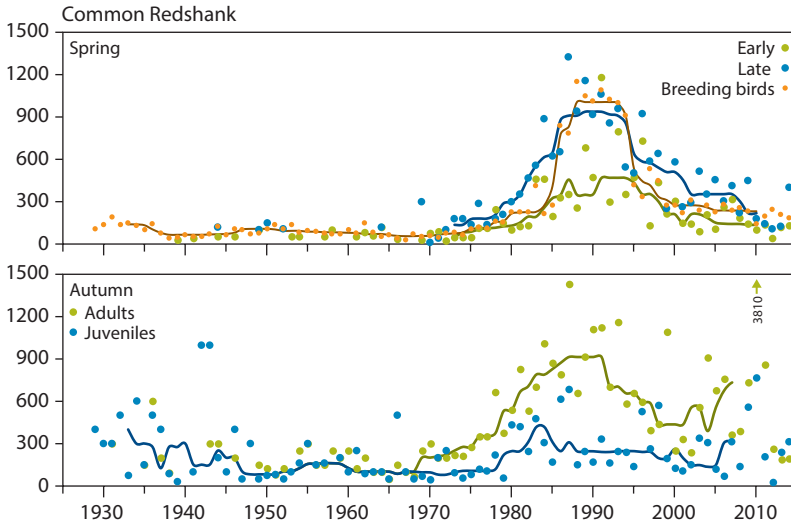 Common Redshank
1500
1200
900
600
300
0
Spring
Early
Late
Breeding birds
1500
1200
900
600
300
0
Autumn
Adults
Juveniles
3810
1930 1940 1950 1960 1970 1980 1990 2000 2010